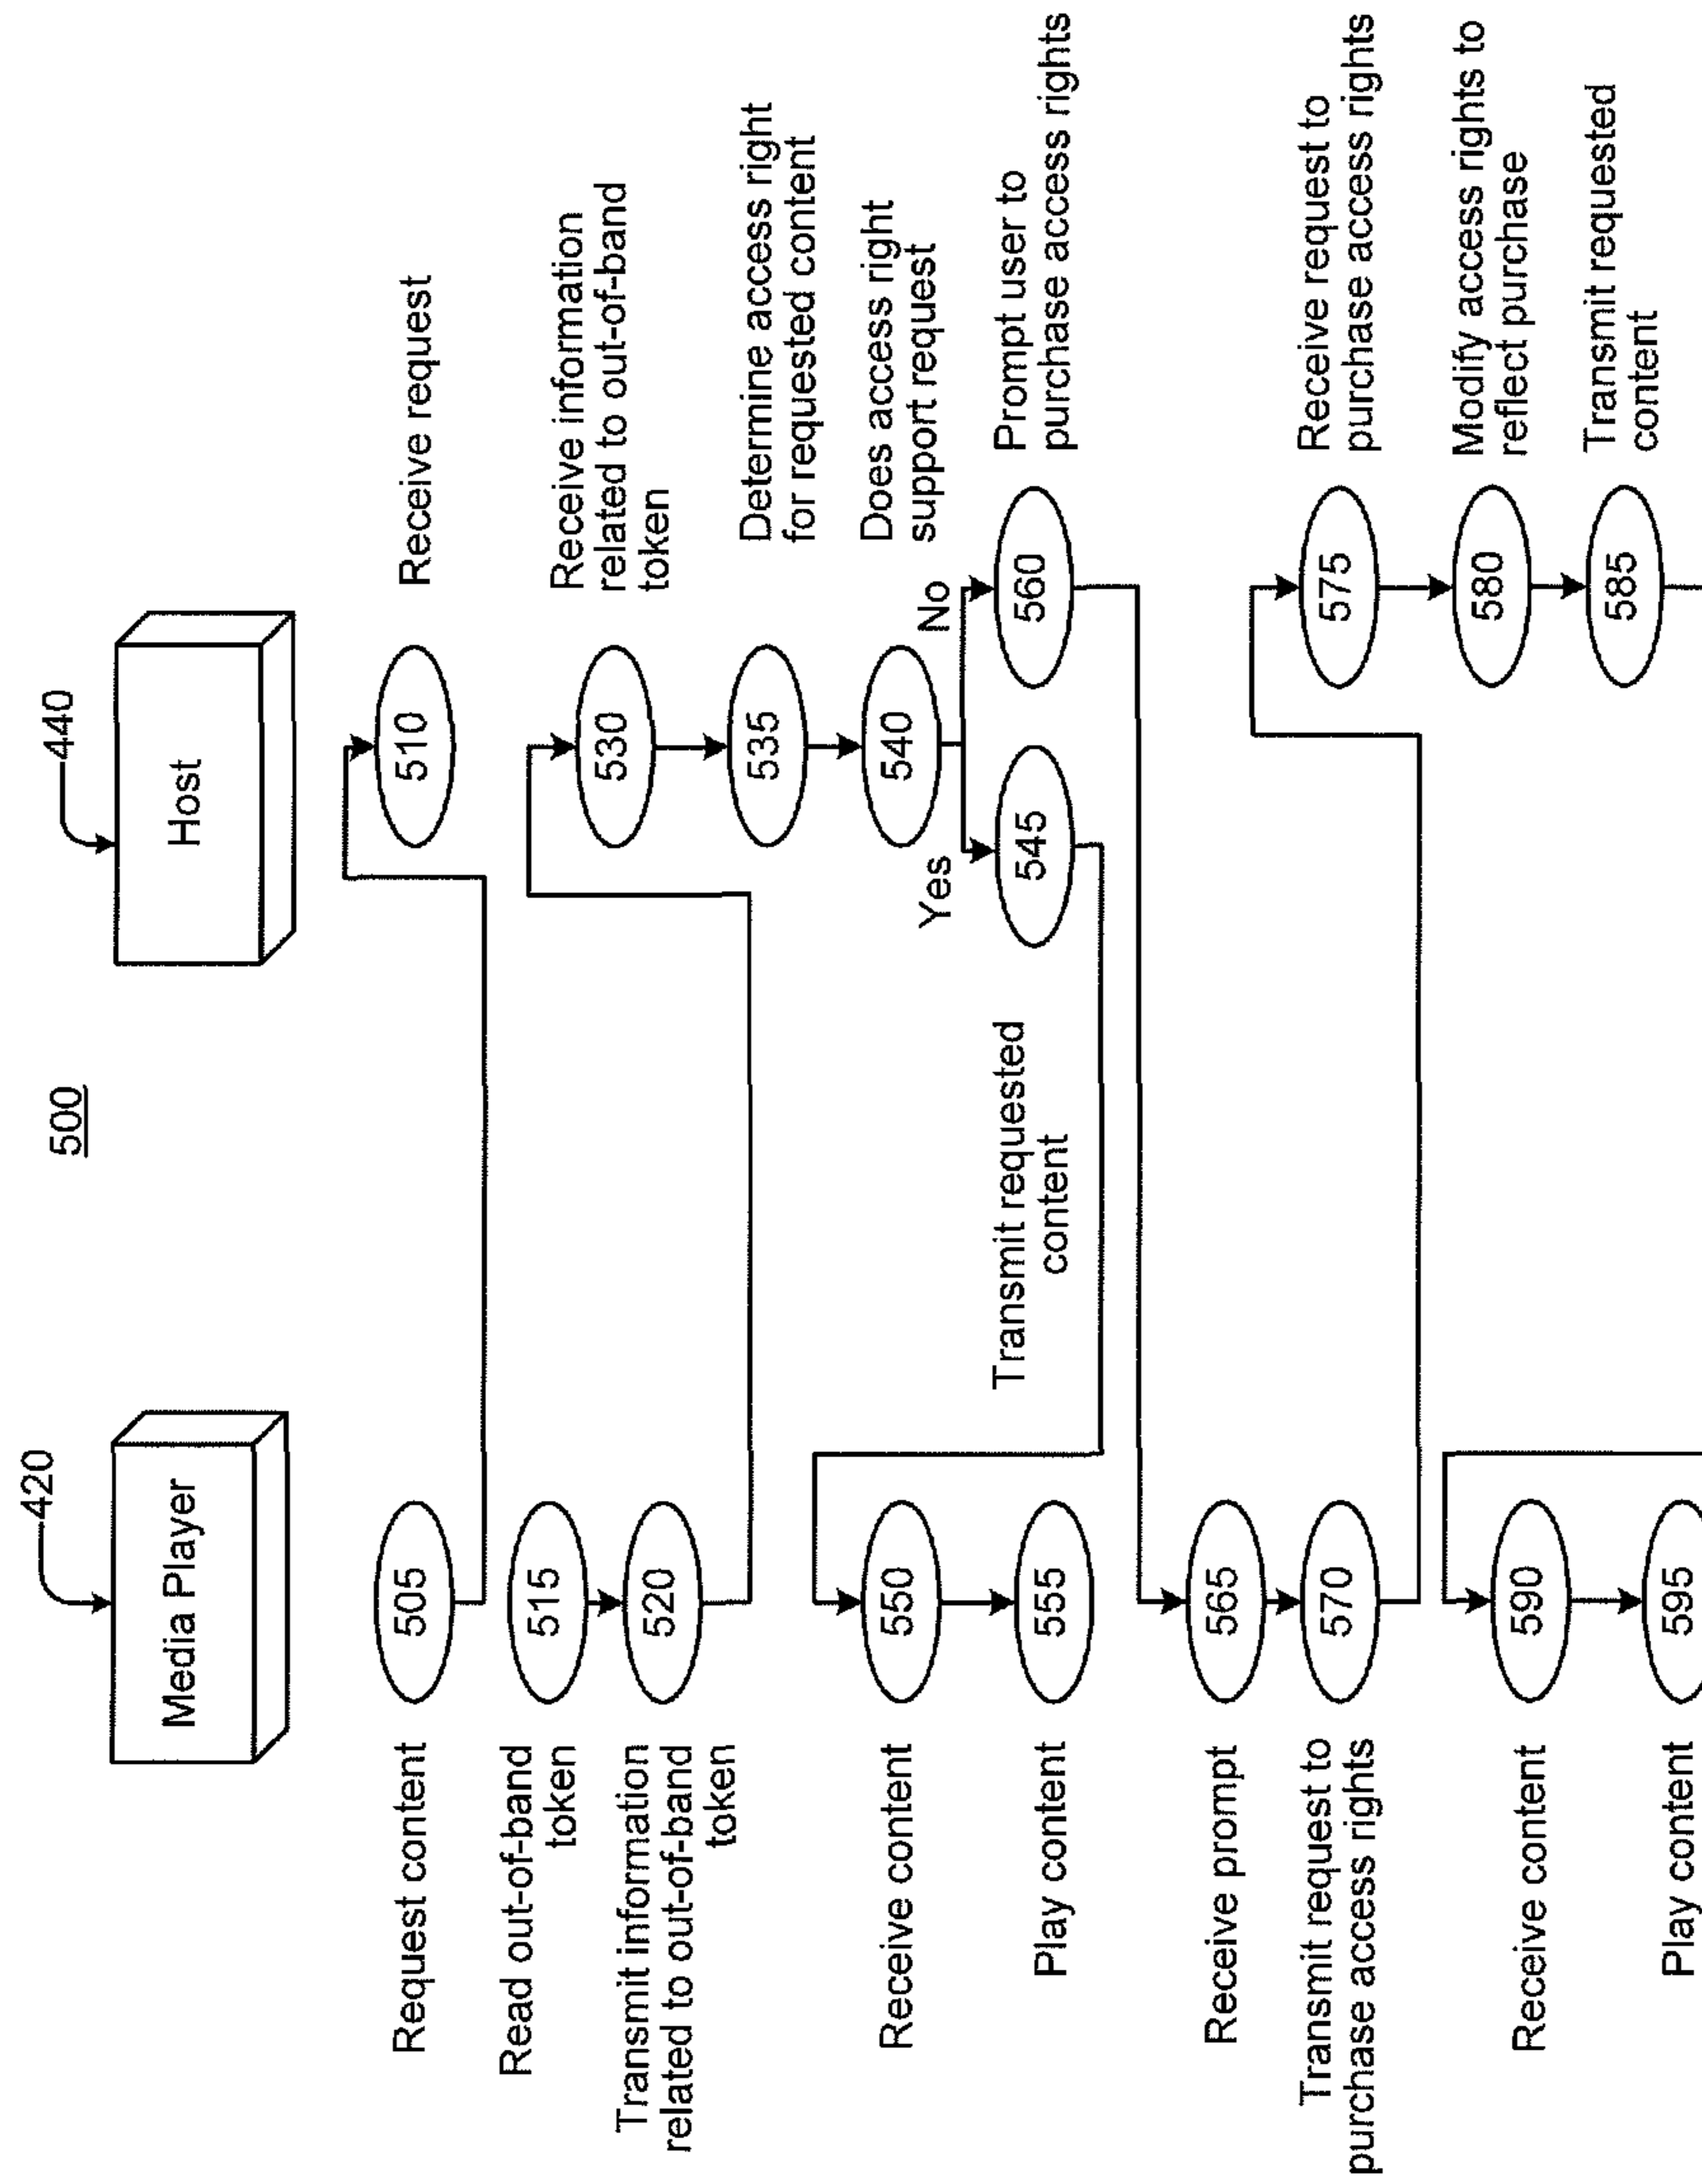 500
420
440
Media Player
Host
Request content
505
510
Receive request
Read out-of-band
token
515
Transmit information
related to out-of-band
token
520
530
Receive information
related to out-of-band
token
535
Determine access right
for requested content
540
Does access right
support request
Yes
No
Receive content
550
Transmit requested
content
545
560
Prompt user to
purchase access rights
Play content
555
Receive prompt
565
Transmit request to
purchase access rights
570
575
Receive request to
purchase access rights
580
Modify access rights to
reflect purchase
Receive content
590
585
Transmit requested
content
Play content
595